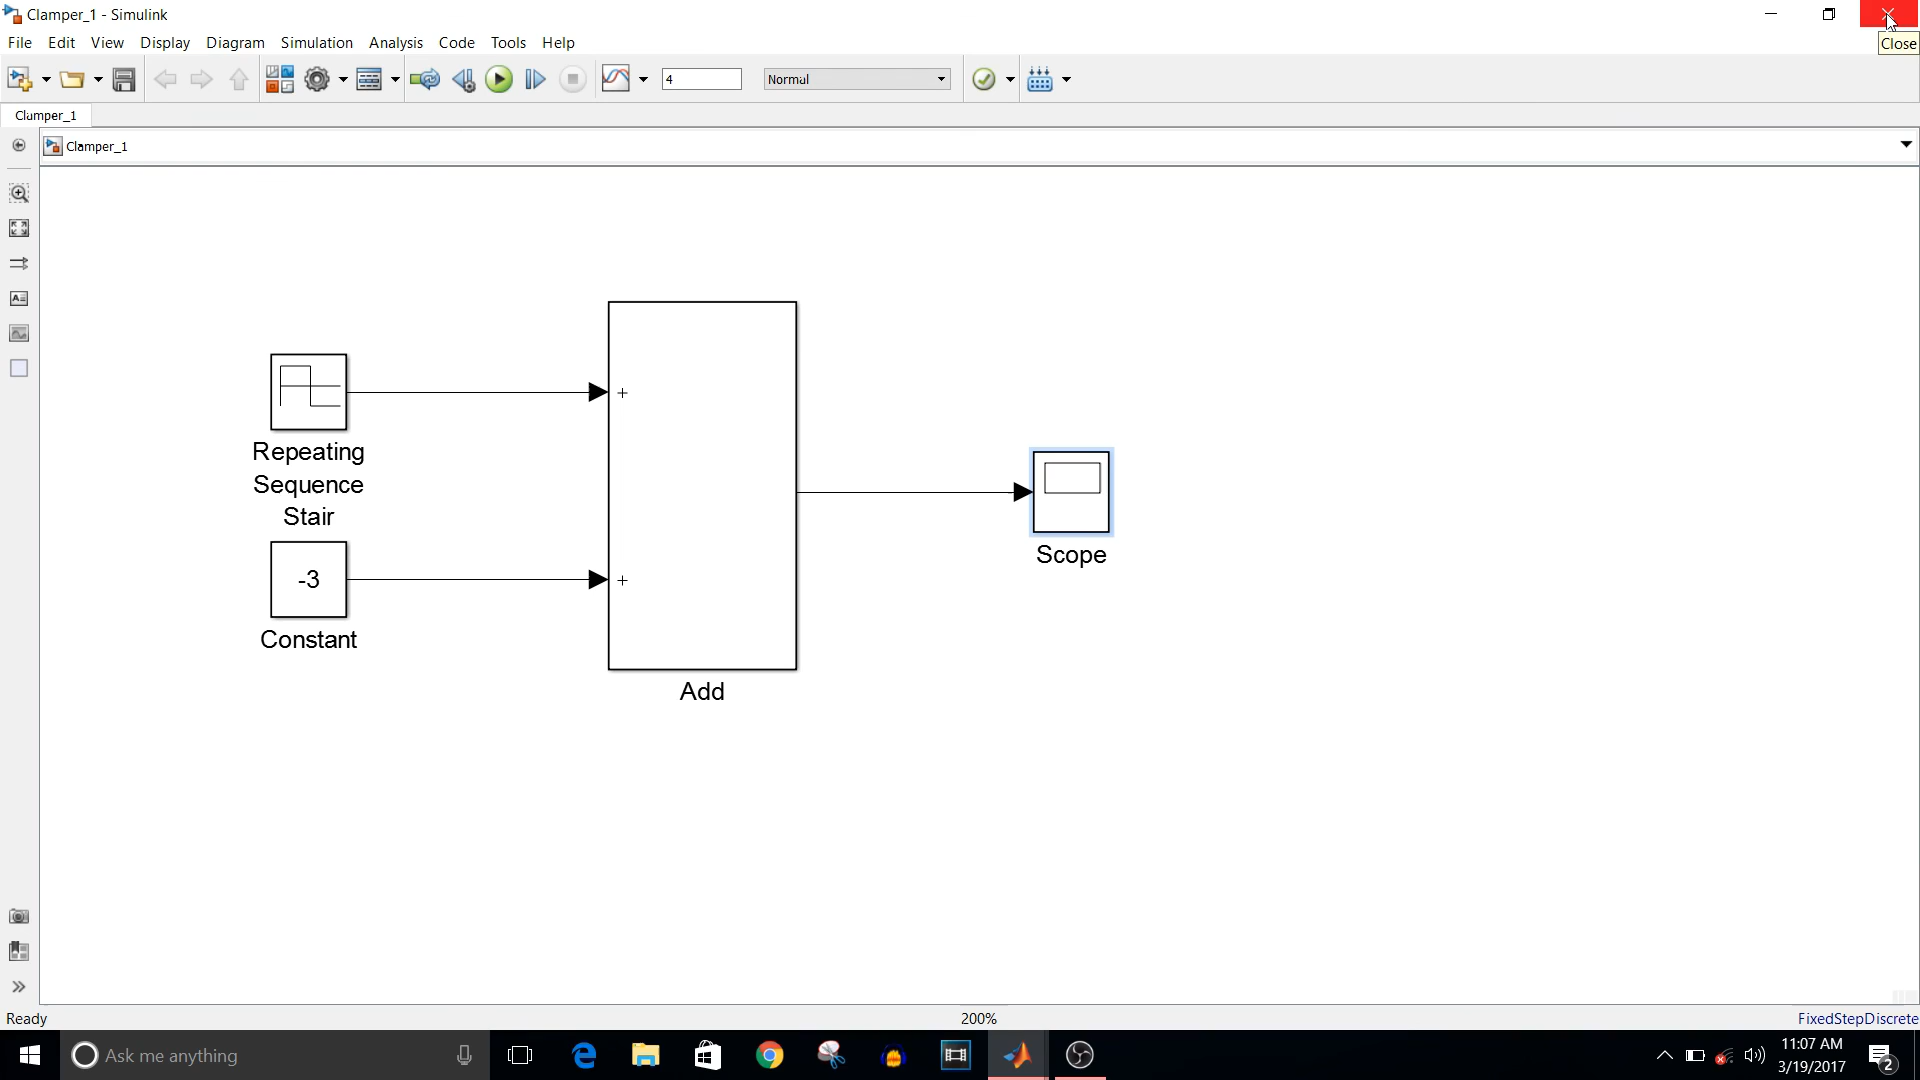 Clamper_1 - Simulink
Close
File Edit View Display Diagram Simulation Analysis Code Tools Help
4
Normal
Clamper_1
Clamper_1
+
Repeating
Sequence
Stair
-3
+
Constant
Add
Scope
Ready
200%
FixedStepDiscrete
Ask me anything
11:07 AM
3/19/2017
2